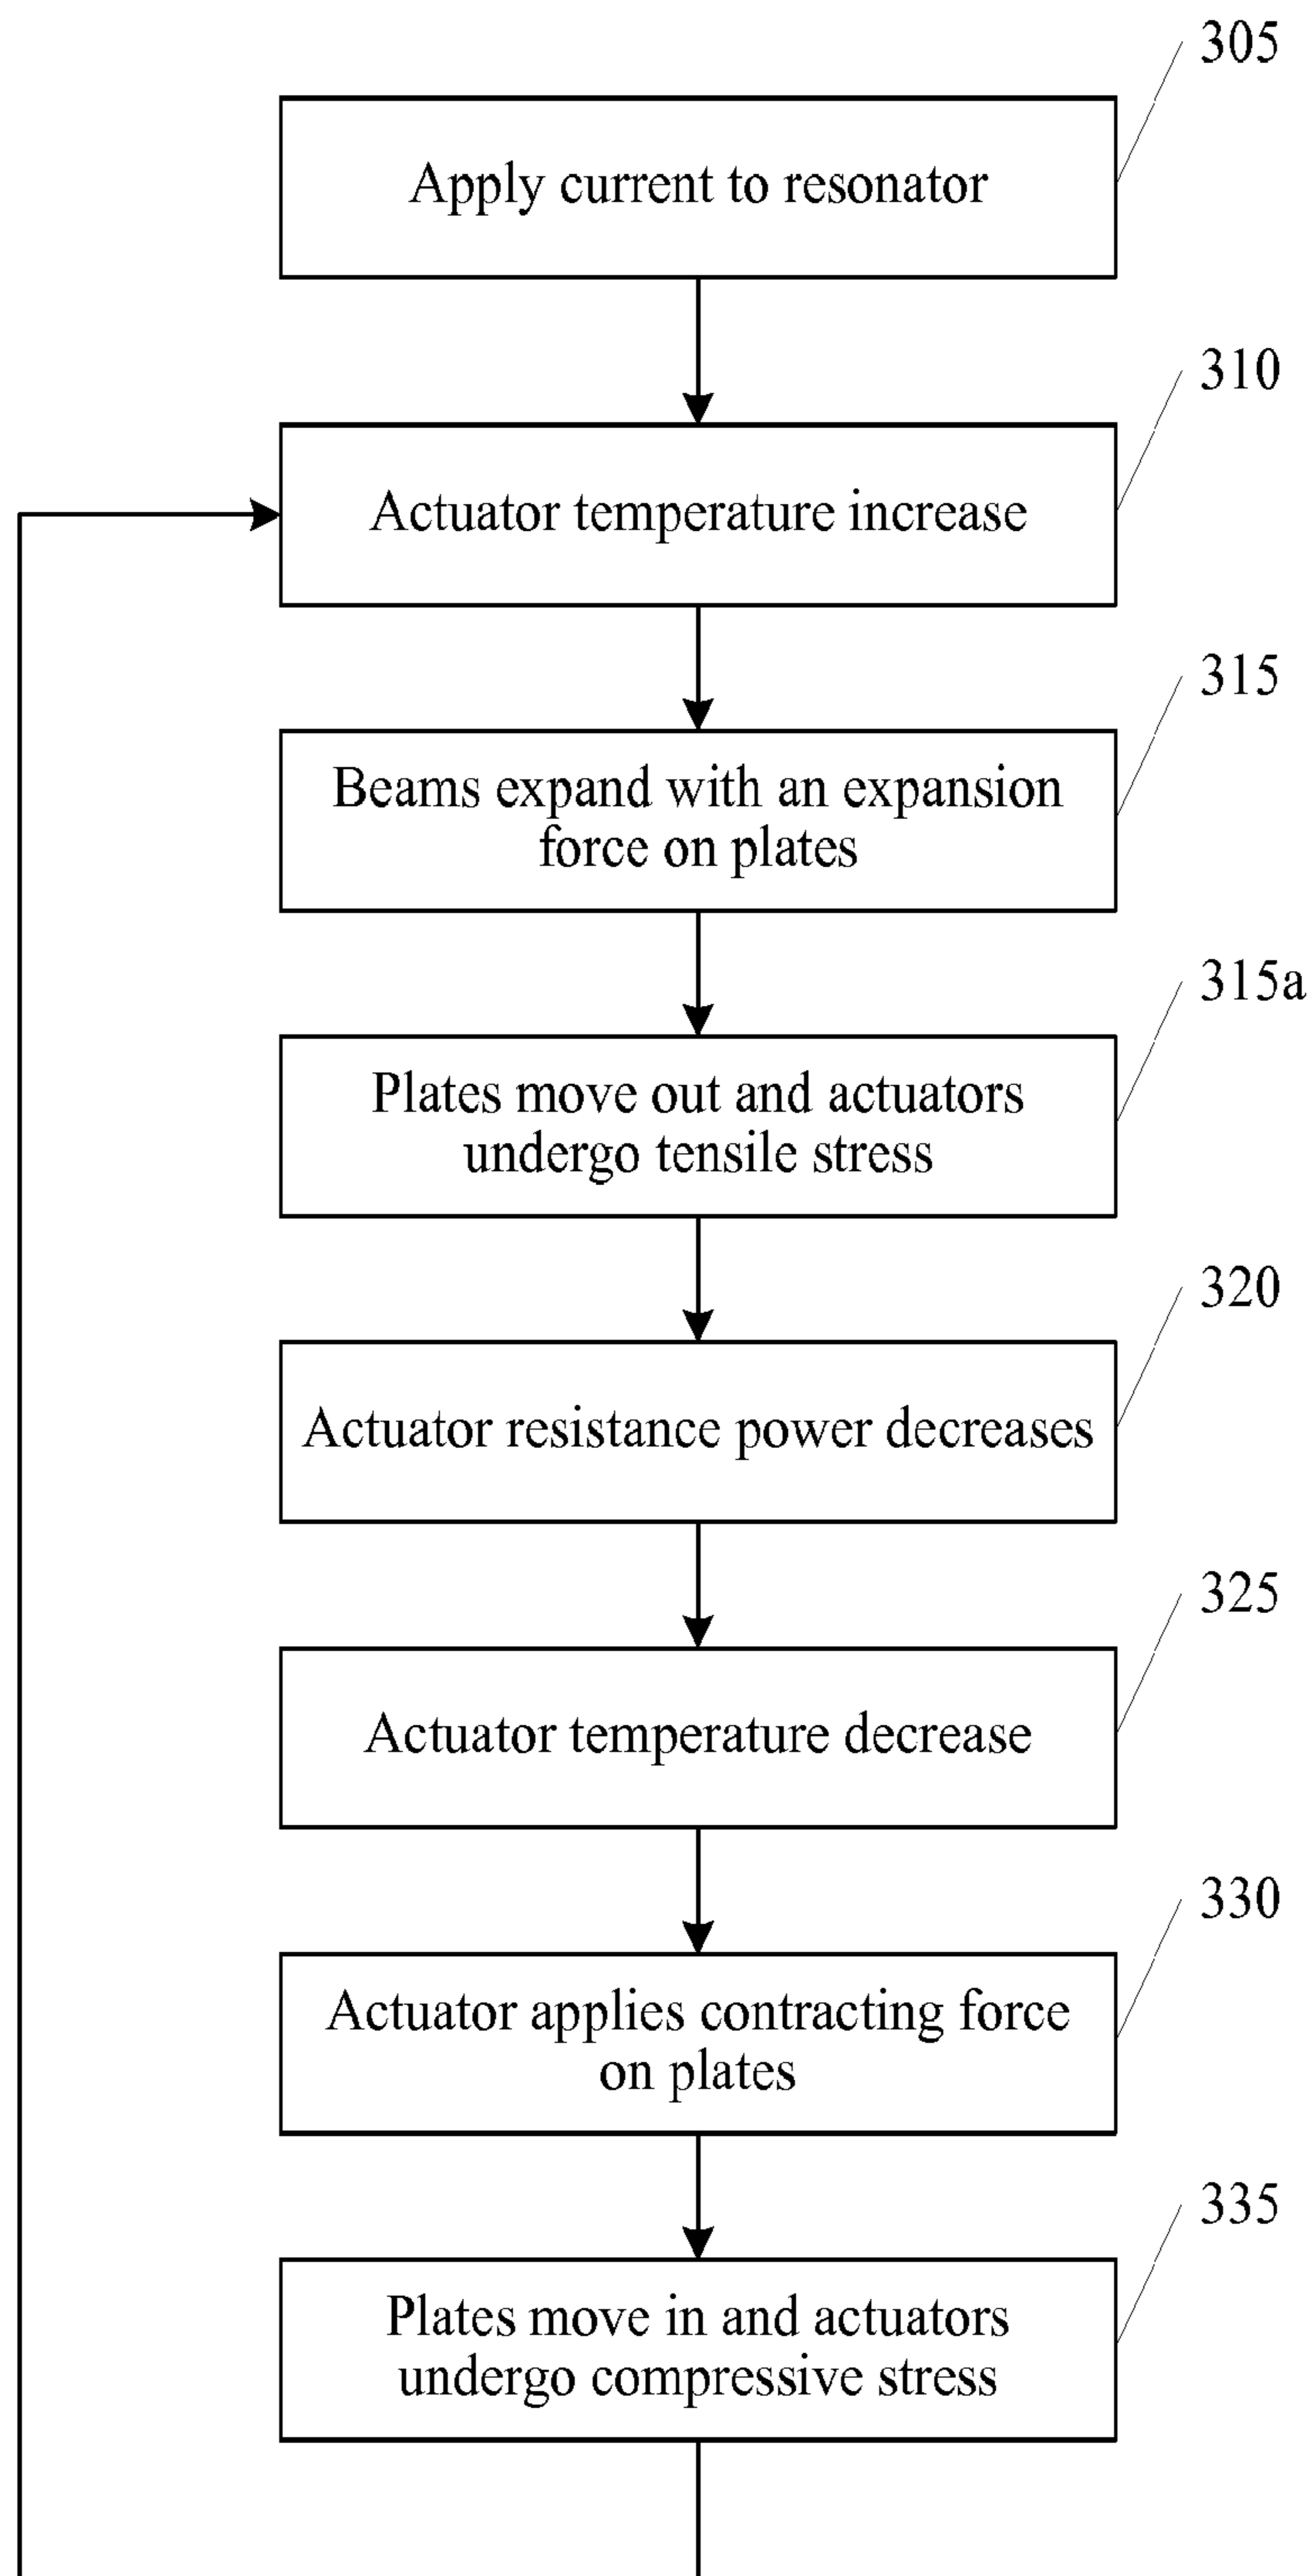 305
Apply current to resonator
310
Actuator temperature increase
315
Beams expand with an expansion
force on plates
315a
Plates move out and actuators
undergo tensile stress
320
Actuator resistance power decreases
325
Actuator temperature decrease
330
Actuator applies contracting force
on plates
335
Plates move in and actuators
undergo compressive stress